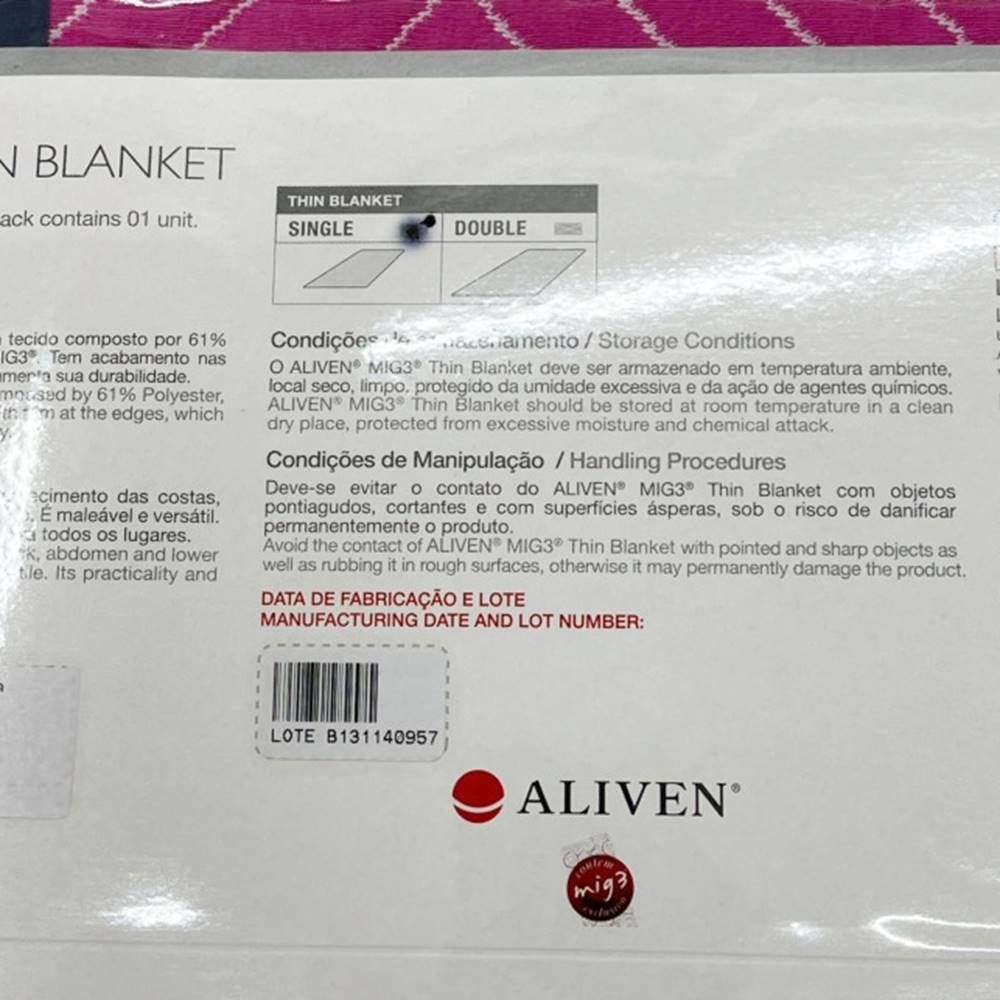 N BLANKET
ack contains 01 unit.
tecido composto por 61%
IG3®. Tem acabamento nas
sua durabilidade.
by 61% Polyester,
at the edges, which
y.
ecimento das costas,
. É maleável e versátil.
a todos os lugares.
k, abdomen and lower
Its practicality and
THIN BLANKET
SINGLE DOUBLE
Condições / Storage Conditions
O ALIVEN® MIG3® Thin Blanket deve ser armazenado em temperatura ambiente,
local seco, limpo, protegido da umidade excessiva e da ação de agentes químicos.
ALIVEN® MIG3® Thin Blanket should be stored at room temperature in a clean
dry place, protected from excessive moisture and chemical attack.
Condições de Manipulação / Handling Procedures
Deve-se evitar o contato do ALIVEN® MIG3® Thin Blanket com objetos
pontiagudos, cortantes e com superfícies ásperas, sob o risco de danificar
permanentemente o produto.
Avoid the contact of ALIVEN® MIG3® Thin Blanket with pointed and sharp objects as
well as rubbing it in rough surfaces, otherwise it may permanently damage the product.
DATA DE FABRICAÇÃO E LOTE
MANUFACTURING DATE AND LOT NUMBER:
LOTE B131140957
ALIVEN®
contém
mig3
exclusivo